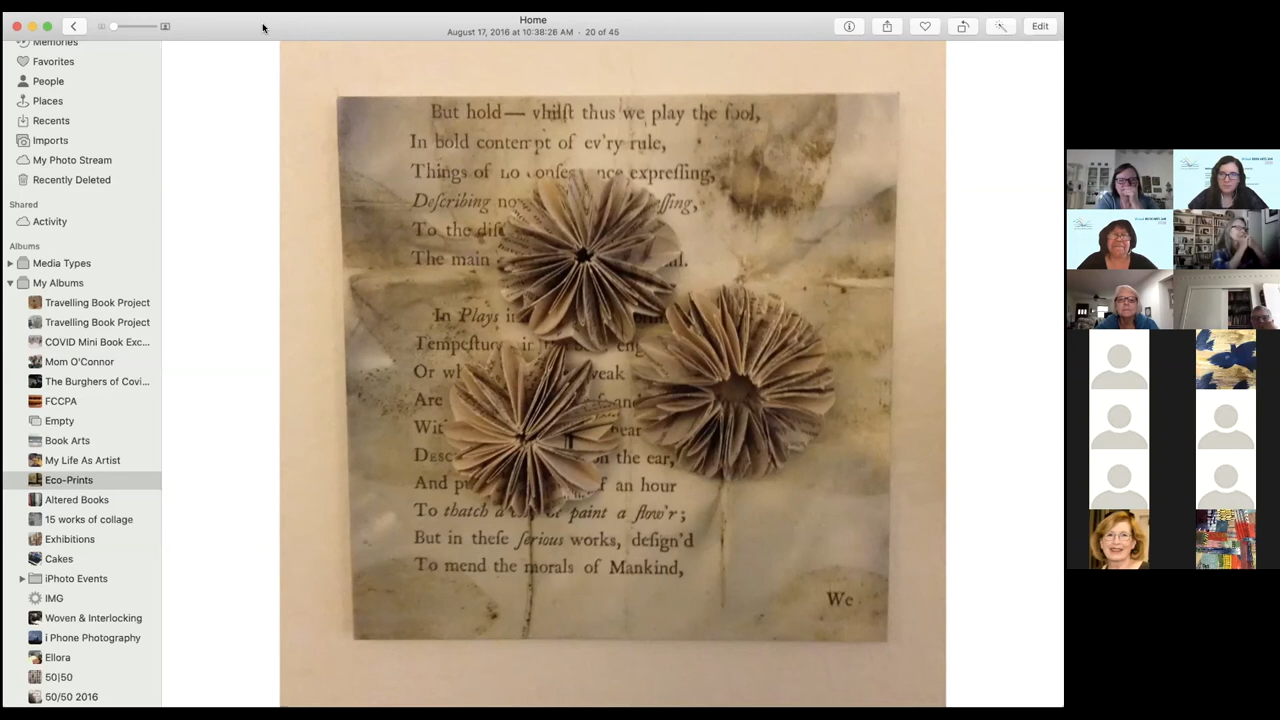 Home
August 17, 2016 at 10:38:26 AM · 20 of 45
Edit
Memories
Favorites
People
Places
Recents
Imports
My Photo Stream
Recently Deleted
Shared
Activity
Albums
Media Types
My Albums
Travelling Book Project
Travelling Book Project
COVID Mini Book Exc...
Mom O'Connor
The Burghers of Covi...
FCCPA
Empty
Book Arts
My Life As Artist
Eco-Prints
Altered Books
15 works of collage
Exhibitions
Cakes
iPhoto Events
IMG
Woven & Interlocking
i Phone Photography
Ellora
50|50
50/50 2016
But hold— whilſt thus we play the fool,
In bold contempt of ev'ry rule,
Things of no expreſſing,
Deſcribing
To the
The main
In Plays
Or
Are
the ear,
And an hour
To thatch paint a flow'r;
But in theſe ſerious works, deſign'd
To mend the morals of Mankind,
We